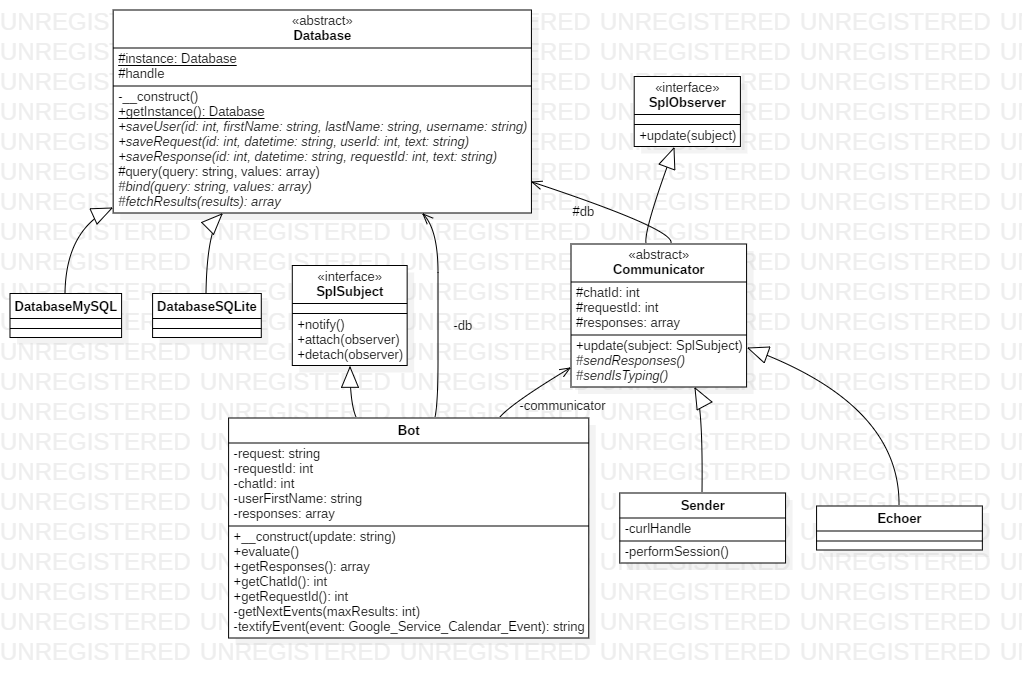 «abstract»
Database
#instance: Database
#handle
-__construct()
+getInstance(): Database
+saveUser(id: int, firstName: string, lastName: string, username: string)
+saveRequest(id: int, datetime: string, userId: int, text: string)
+saveResponse(id: int, datetime: string, requestId: int, text: string)
#query(query: string, values: array)
#bind(query: string, values: array)
#fetchResults(results): array
«interface»
SplObserver
+update(subject)
#db
DatabaseMySQL
DatabaseSQLite
«interface»
SplSubject
+notify()
+attach(observer)
+detach(observer)
-db
«abstract»
Communicator
#chatId: int
#requestId: int
#responses: array
+update(subject: SplSubject)
#sendResponses()
#sendIsTyping()
-communicator
Bot
-request: string
-requestId: int
-chatId: int
-userFirstName: string
-responses: array
+__construct(update: string)
+evaluate()
+getResponses(): array
+getChatId(): int
+getRequestId(): int
-getNextEvents(maxResults: int)
-textifyEvent(event: Google_Service_Calendar_Event): string
Sender
-curlHandle
-performSession()
Echoer
UNREGISTERED